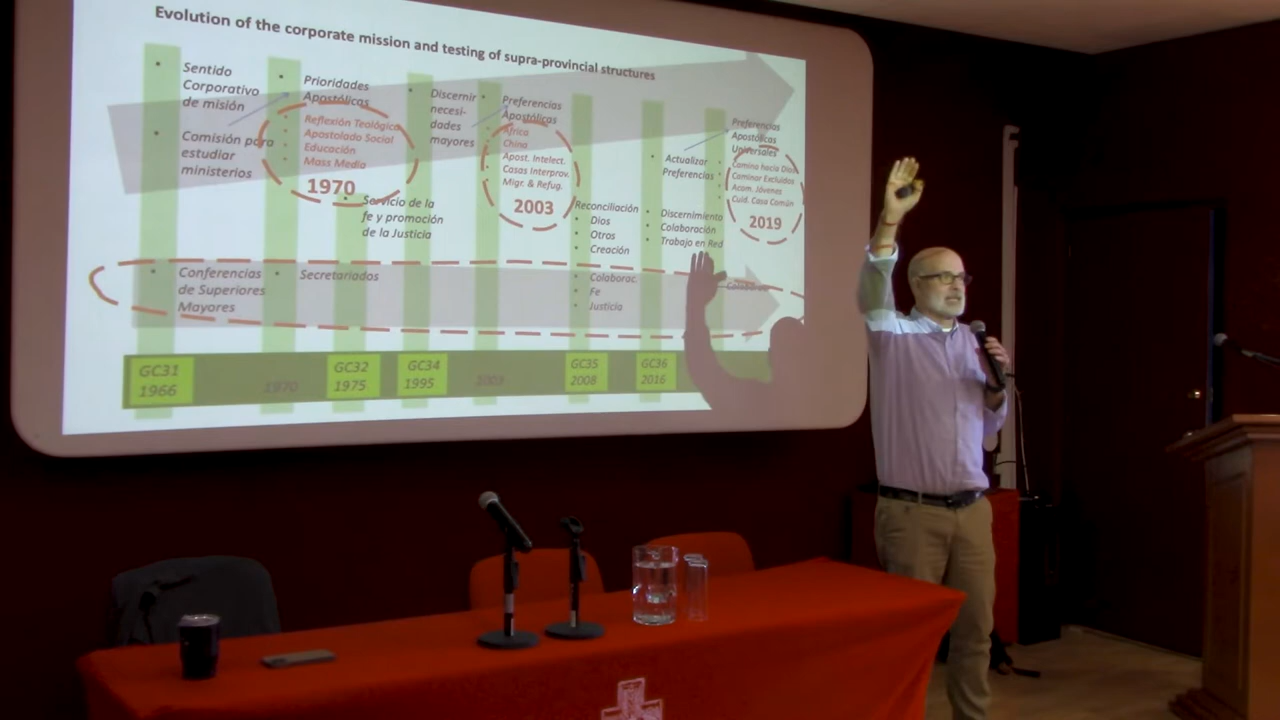 Evolution of the corporate mission and testing of supra-provincial structures
Sentido
Corporativo
de misión
Comisión para
estudiar
ministerios
Prioridades
Apostólicas
Reflexión Teológica
Apostolado Social
Educación
Mass Media
1970
Servicio de la
fe y promoción
de la Justicia
Discernir
necesi-
dades
mayores
Preferencias
Apostólicas
África
China
Apost. Intelect.
Casas Interprov.
Migr. & Refug.
2003
Reconciliación
Dios
Otros
Creación
Actualizar
Preferencias
Discernimiento
Colaboración
Trabajo en Red
Preferencias
Apostólicas
Universales
Camino hacia Dios
Caminar Excluidos
Acom. Jóvenes
Cuid. Casa Común
2019
Conferencias
de Superiores
Mayores
Secretariados
Colaborac.
Fe
Justicia
GC31
1966
1970
GC32
1975
GC34
1995
2003
GC35
2008
GC36
2016